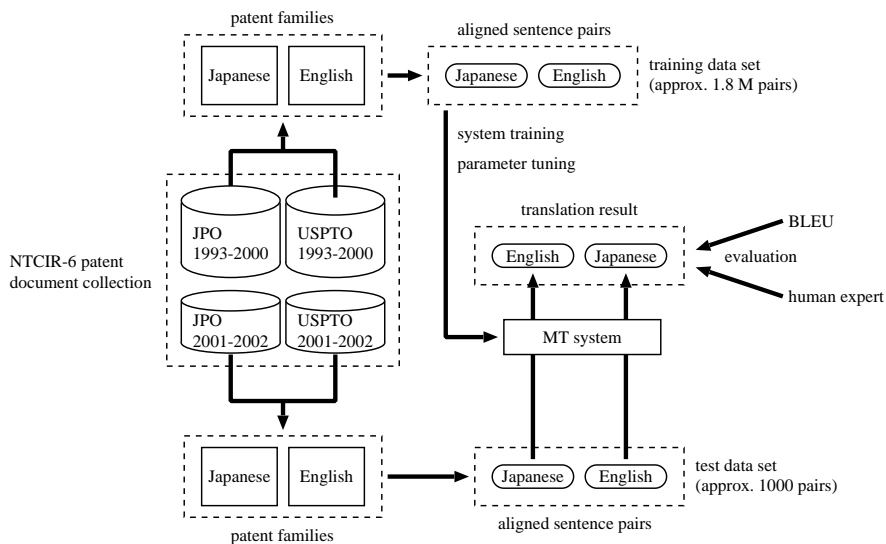 patent families
Japanese
English
aligned sentence pairs
Japanese
English
training data set
(approx. 1.8 M pairs)
system training
parameter tuning
NTCIR-6 patent
document collection
JPO
1993-2000
USPTO
1993-2000
JPO
2001-2002
USPTO
2001-2002
translation result
English
Japanese
BLEU
evaluation
human expert
MT system
Japanese
English
patent families
Japanese
English
aligned sentence pairs
test data set
(approx. 1000 pairs)